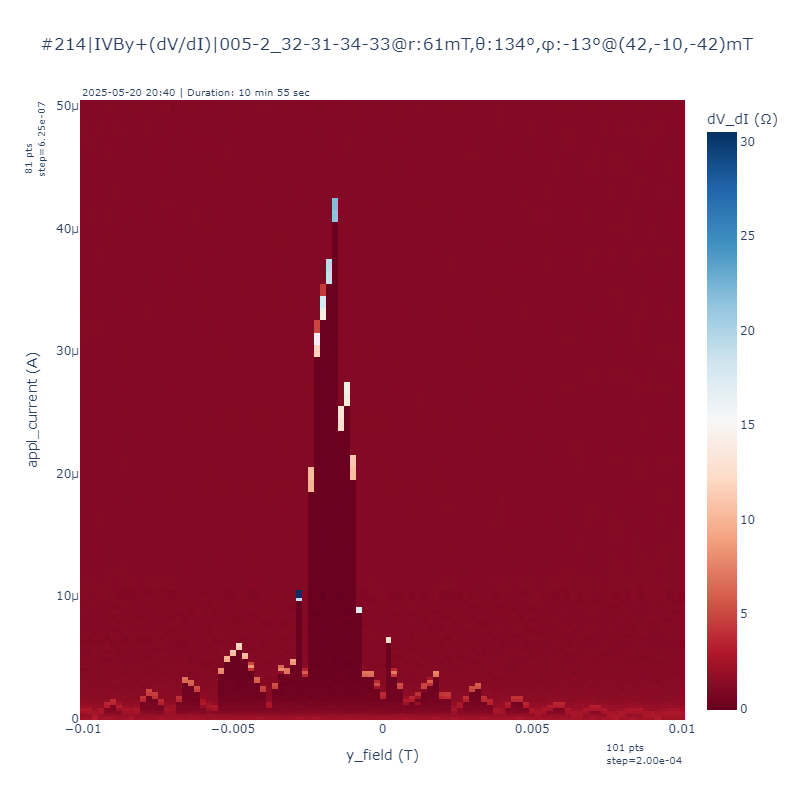 #214|IVBy+(dV/dI)|005-2_32-31-34-33@r:61mT,θ:134º,φ:-13º@(42,-10,-42)mT
2025-05-20 20:40 | Duration: 10 min 55 sec
81 pts
step=6.25e-07
dV_dI (Ω)
50μ
40μ
30μ
20μ
10μ
0
appl_current (A)
30
25
20
15
10
5
0
−0.01
−0.005
0
0.005
0.01
y_field (T)
101 pts
step=2.00e-04